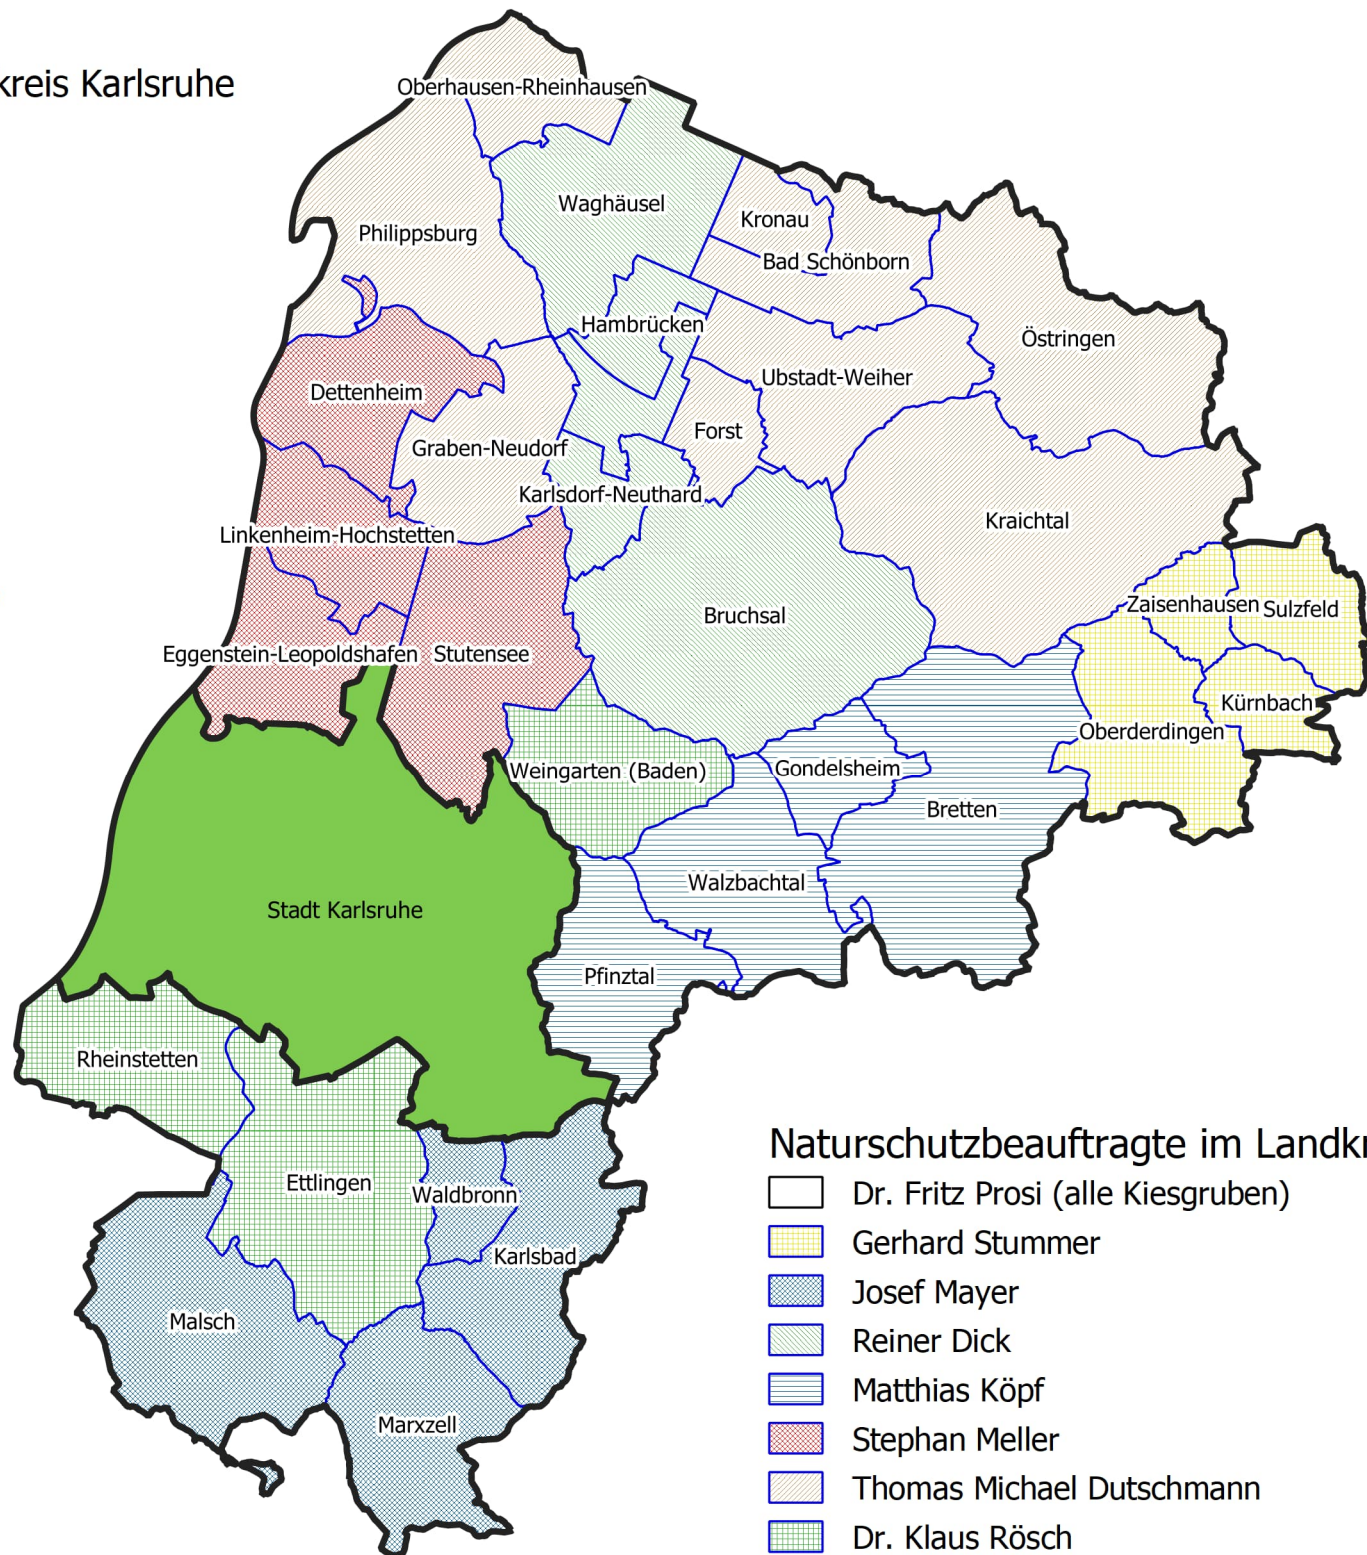 kreis Karlsruhe
Oberhausen-Rheinhausen
Waghäusel
Kronau
Philippsburg
Bad Schönborn
Hambrücken
Östringen
Ubstadt-Weiher
Dettenheim
Forst
Graben-Neudorf
Karlsdorf-Neuthard
Kraichtal
Linkenheim-Hochstetten
Zaisenhausen
Sulzfeld
Bruchsal
Eggenstein-Leopoldshafen
Stutensee
Kürnbach
Oberderdingen
Weingarten (Baden)
Gondelsheim
Bretten
Walzbachtal
Stadt Karlsruhe
Pfinztal
Rheinstetten
Ettlingen
Waldbronn
Karlsbad
Malsch
Marxzell
Naturschutzbeauftragte im Landk
Dr. Fritz Prosi (alle Kiesgruben)
Gerhard Stummer
Josef Mayer
Reiner Dick
Matthias Köpf
Stephan Meller
Thomas Michael Dutschmann
Dr. Klaus Rösch